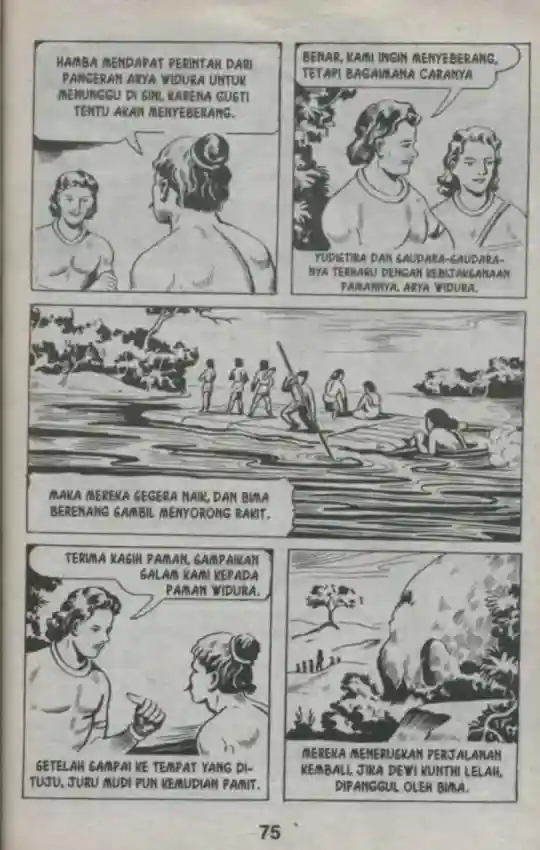 HAMBA MENDAPAT PERINTAH DARI
PANGERAN ARYA WIDURA UNTUK
MENUNGGU DI SINI, KARENA GUSTI
TENTU AKAN MENYEBERANG.
BENAR, KAMI INGIN MENYEBERANG,
TETAPI BAGAIMANA CARANYA
YUDISTIRA DAN SAUDARA-SAUDARA-
NYA TERHARU DENGAN KEBIJAKSANAAN
PAMANNYA, ARYA WIDURA.
MAKA MEREKA SEGERA NAIK, DAN BIMA
BERENANG SAMBIL MENYORONG RAKIT.
TERIMA KASIH PAMAN, SAMPAIKAN
SALAM KAMI KEPADA
PAMAN WIDURA.
SETELAH SAMPAI KE TEMPAT YANG DI-
TUJU, JURU MUDI PUN KEMUDIAN PAMIT.
MEREKA MENERUSKAN PERJALANAN
KEMBALI, JIKA DEWI KUNTHI LELAH,
DIPANGGUL OLEH BIMA.
75